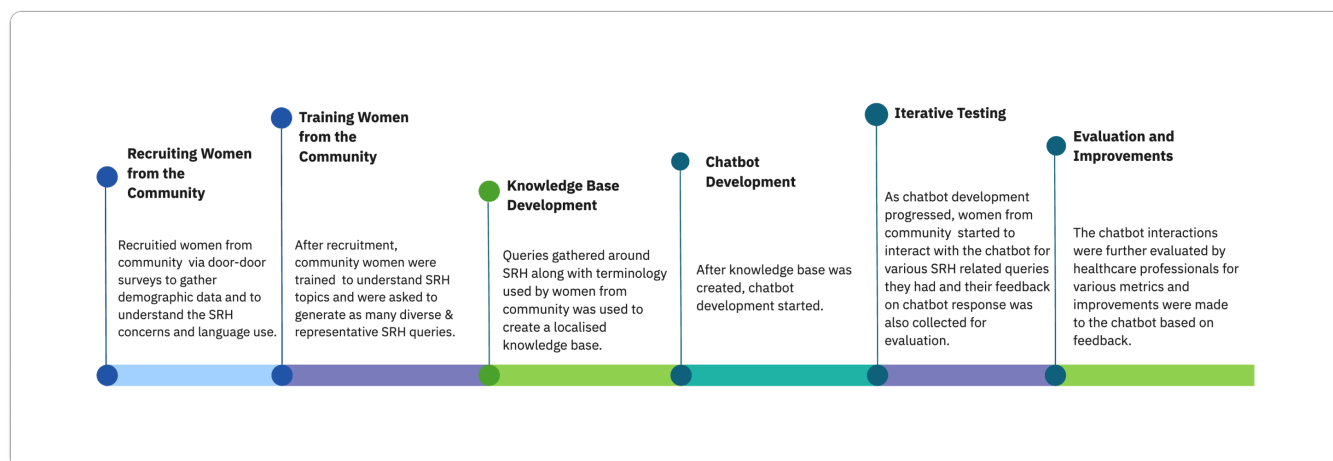 Recruiting Women
from the
Community
Recruitied women from
community via door-door
surveys to gather
demographic data and to
understand the SRH
concerns and language use.
Training Women
from the
Community
After recruitment,
community women were
trained to understand SRH
topics and were asked to
generate as many diverse &
representative SRH queries.
Knowledge Base
Development
Queries gathered around
SRH along with terminology
used by women from
community was used to
create a localised
knowledge base.
Chatbot
Development
After knowledge base was
created, chatbot
development started.
Iterative Testing
As chatbot development
progressed, women from
community started to
interact with the chatbot for
various SRH related queries
they had and their feedback
on chatbot response was
also collected for
evaluation.
Evaluation and
Improvements
The chatbot interactions
were further evaluated by
healthcare professionals for
various metrics and
improvements were made
to the chatbot based on
feedback.